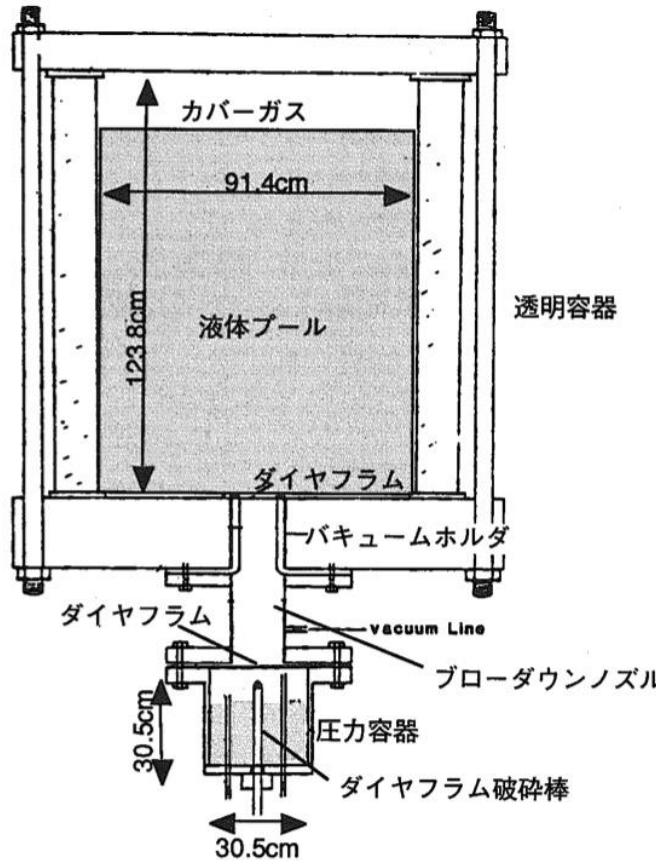 カバーガス
91.4cm
123.8cm
液体プール
透明容器
ダイヤフラム
バキュームホルダ
ダイヤフラム
vacuum Line
ブローダウンノズル
30.5cm
圧力容器
ダイヤフラム破砕棒
30.5cm